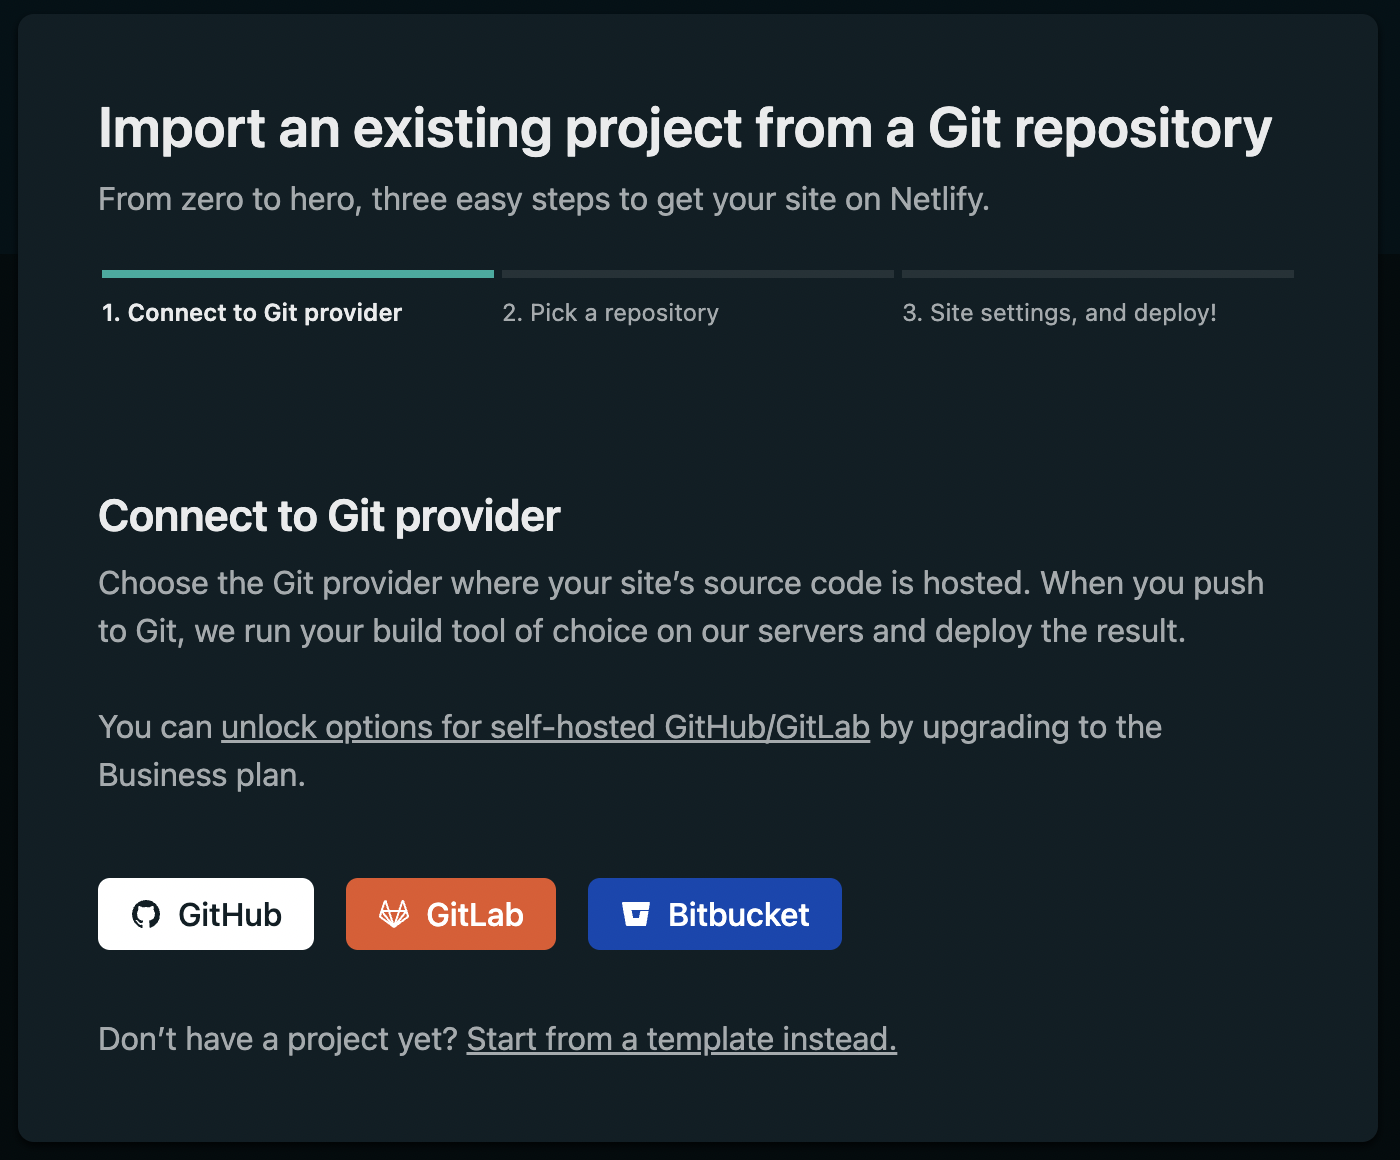 Import an existing project from a Git repository
From zero to hero, three easy steps to get your site on Netlify.
1. Connect to Git provider
2. Pick a repository
3. Site settings, and deploy!
Connect to Git provider
Choose the Git provider where your site’s source code is hosted. When you push
to Git, we run your build tool of choice on our servers and deploy the result.
You can unlock options for self-hosted GitHub/GitLab by upgrading to the
Business plan.
GitHub
GitLab
Bitbucket
Don’t have a project yet? Start from a template instead.